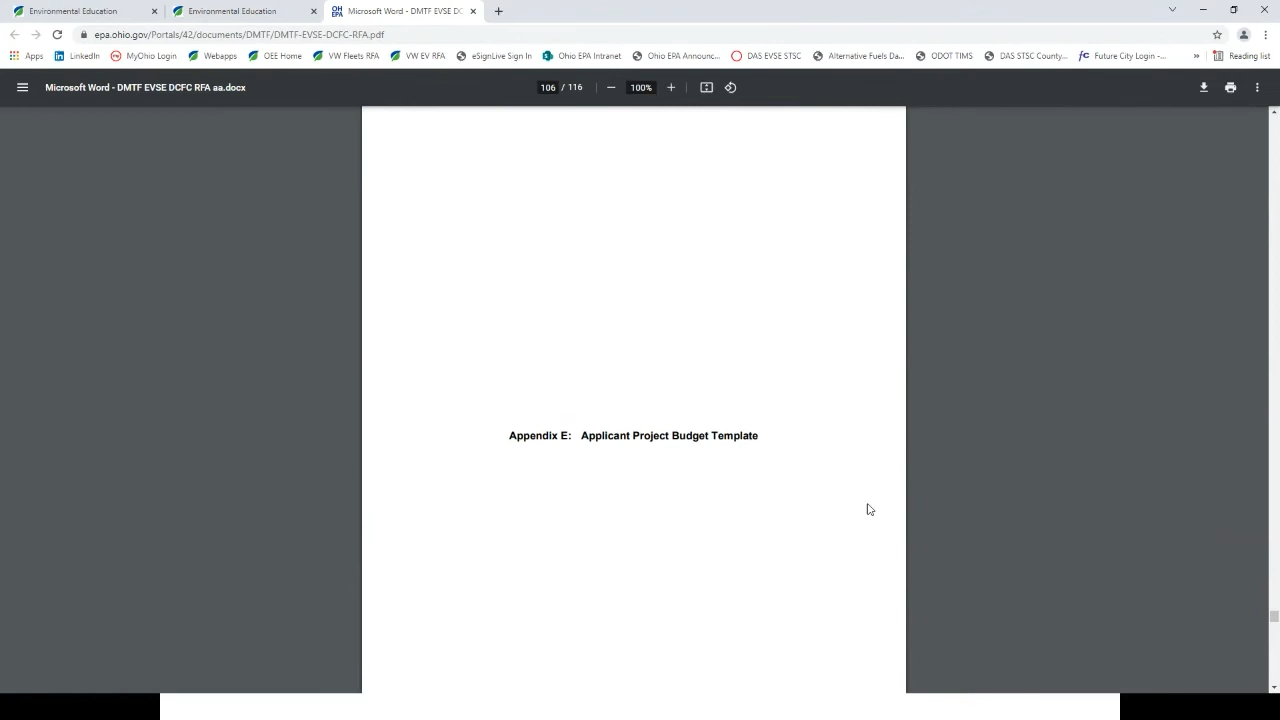 Environmental Education
Environmental Education
OH EPA
Microsoft Word - DMTF EVSE DC
epa.ohio.gov/Portals/42/documents/DMTF/DMTF-EVSE-DCFC-RFA.pdf
Apps
LinkedIn
MyOhio Login
Webapps
OEE Home
VW Fleets RFA
VW EV RFA
eSignLive Sign In
Ohio EPA Intranet
Ohio EPA Announc...
DAS EVSE STSC
Alternative Fuels Da...
ODOT TIMS
DAS STSC County...
Future City Login -...
»
Reading list
Microsoft Word - DMTF EVSE DCFC RFA aa.docx
106 / 116
100%
Appendix E: Applicant Project Budget Template